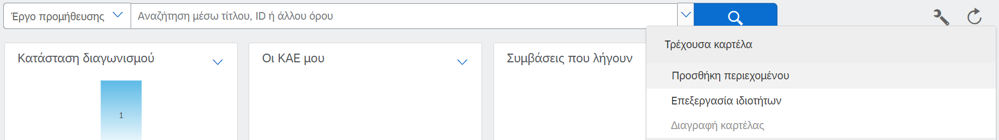 Έργο προμήθευσης
Αναζήτηση μέσω τίτλου, ID ή άλλου όρου
Κατάσταση διαγωνισμού
1
Οι ΚΑΕ μου
Συμβάσεις που λήγουν
Τρέχουσα καρτέλα
Προσθήκη περιεχομένου
Επεξεργασία ιδιοτήτων
Διαγραφή καρτέλας